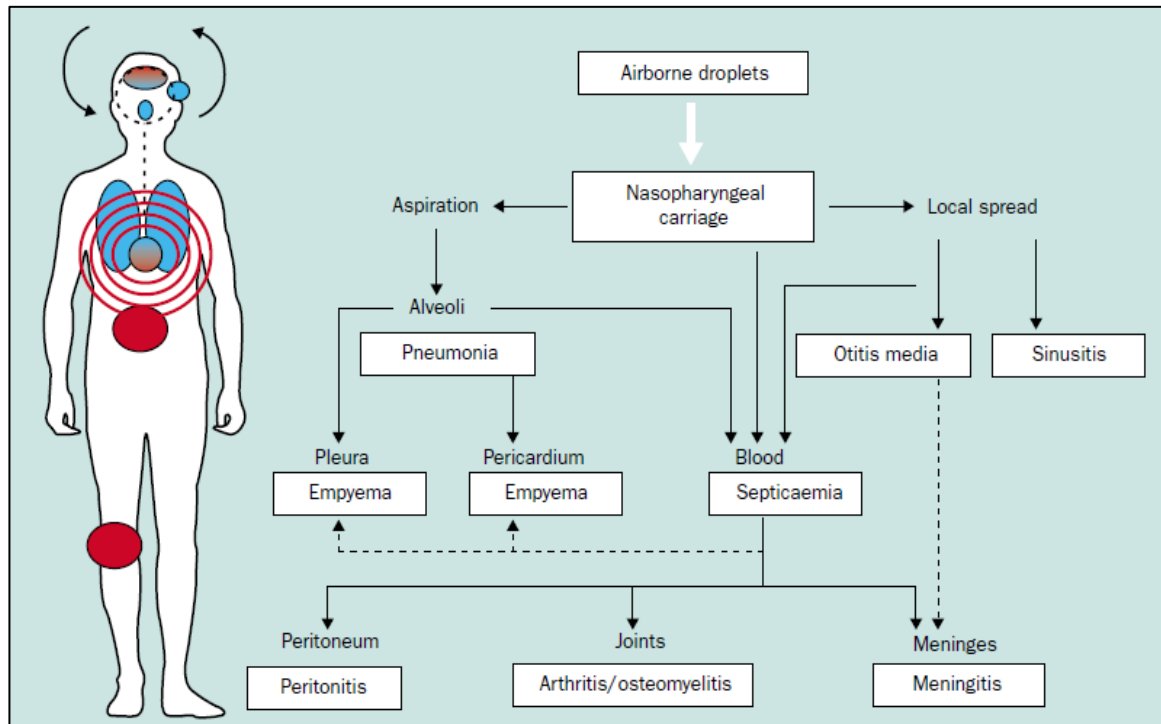 Airborne droplets
Nasopharyngeal
carriage
Aspiration
Local spread
Alveoli
Pneumonia
Otitis media
Sinusitis
Pleura
Pericardium
Blood
Empyema
Empyema
Septicaemia
Peritoneum
Joints
Meninges
Peritonitis
Arthritis/osteomyelitis
Meningitis